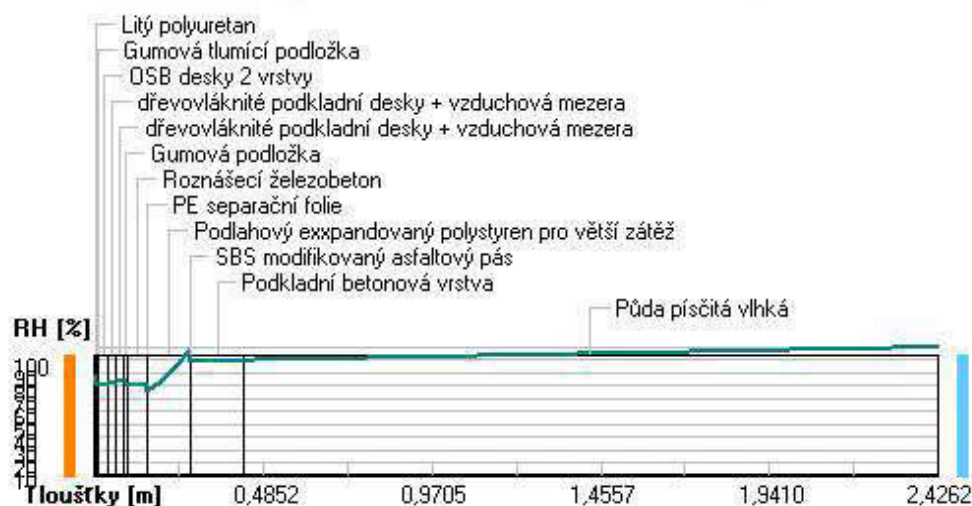 Litý polyuretan
Gumová tlumící podložka
OSB desky 2 vrstvy
dřevovláknité podkladní desky + vzduchová mezera
dřevovláknité podkladní desky + vzduchová mezera
Gumová podložka
Roznášecí železobeton
PE separační folie
Podlahový exxpandovaný polystyren pro větší zátěž
SBS modifikovaný asfaltový pás
Podkladní betonová vrstva
Půda písčitá vlhká
RH [%]
100
Tloušťky [m] 0,4852 0,9705 1,4557 1,9410 2,4262